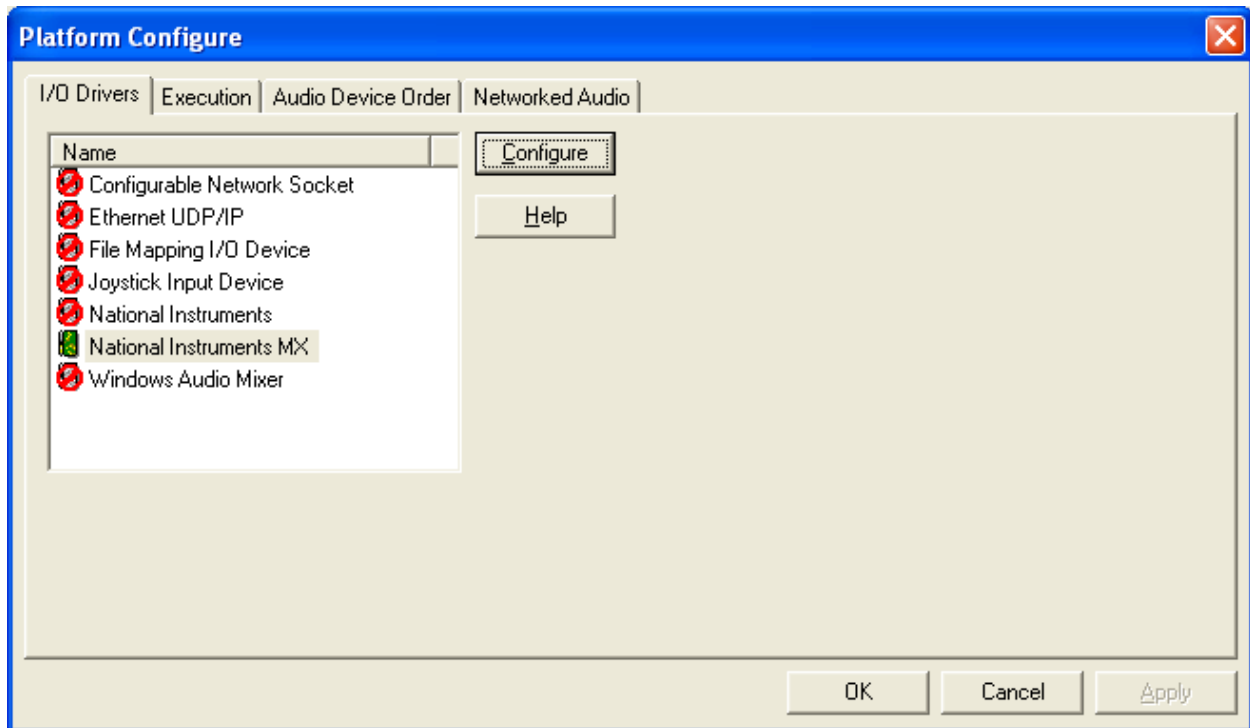 Platform Configure
I/O Drivers Execution Audio Device Order Networked Audio
Name
Configure
Configurable Network Socket
Ethernet UDP/IP
Help
File Mapping I/O Device
Joystick Input Device
National Instruments
National Instruments MX
Windows Audio Mixer
OK Cancel Apply